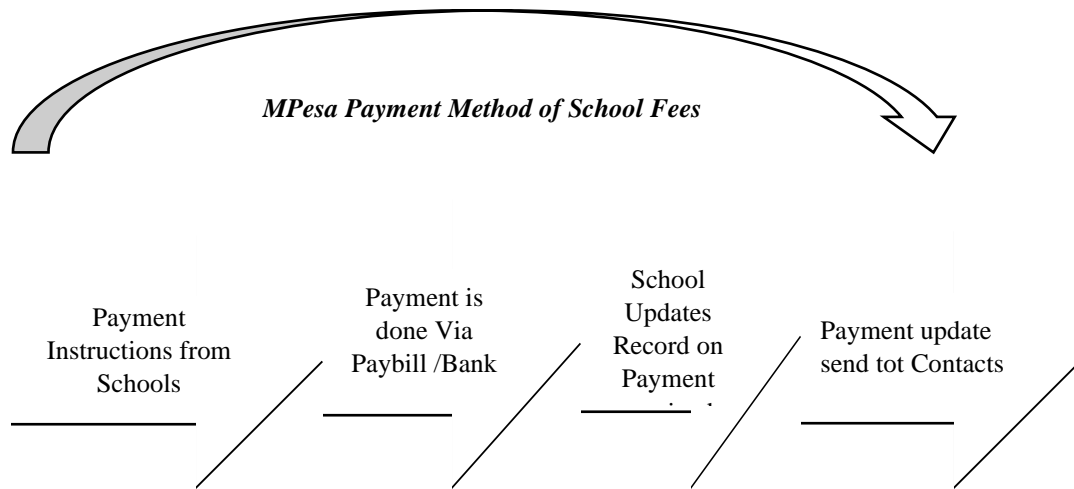 MPesa Payment Method of School Fees
Payment
Instructions from
Schools
Payment is
done Via
Paybill /Bank
School
Updates
Record on
Payment
Payment update
send tot Contacts